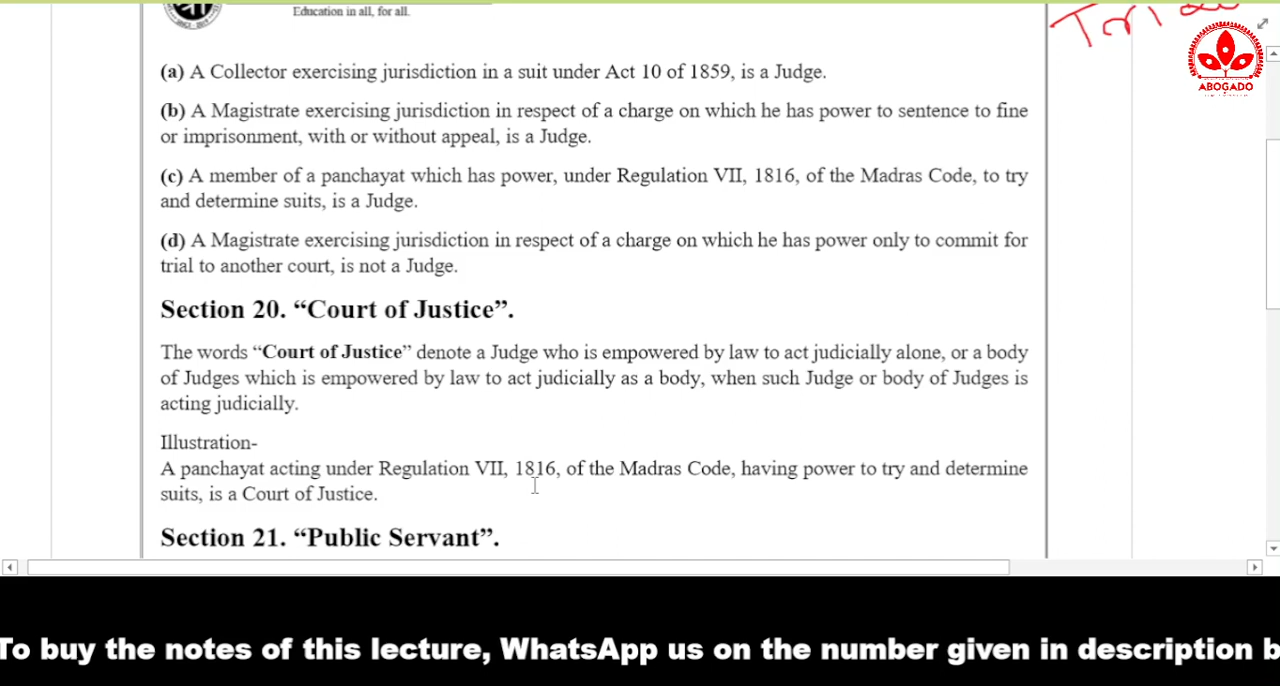 Education in all, for all.
(a) A Collector exercising jurisdiction in a suit under Act 10 of 1859, is a Judge.
ABOGADO
(b) A Magistrate exercising jurisdiction in respect of a charge on which he has power to sentence to fine
or imprisonment, with or without appeal, is a Judge.
(c) A member of a panchayat which has power, under Regulation VII, 1816, of the Madras Code, to try
and determine suits, is a Judge.
(d) A Magistrate exercising jurisdiction in respect of a charge on which he has power only to commit for
trial to another court, is not a Judge.
Section 20. “Court of Justice”.
The words “Court of Justice” denote a Judge who is empowered by law to act judicially alone, or a body
of Judges which is empowered by law to act judicially as a body, when such Judge or body of Judges is
acting judicially.
Illustration-
A panchayat acting under Regulation VII, 1816, of the Madras Code, having power to try and determine
suits, is a Court of Justice.
Section 21. “Public Servant”.
To buy the notes of this lecture, WhatsApp us on the number given in description b